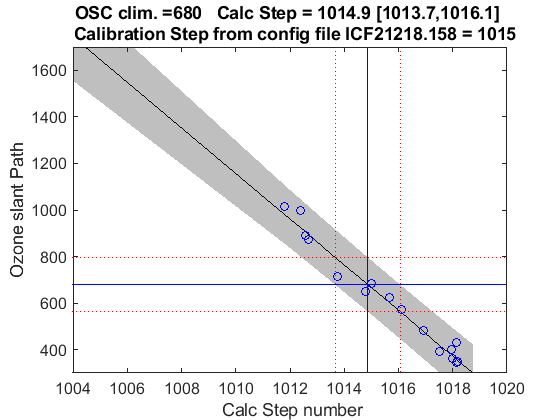 OSC clim. =680 Calc Step = 1014.9 [1013.7,1016.1]
Calibration Step from config file ICF21218.158 = 1015
1600
1400
1200
1000
800
600
400
Ozone slant Path
1004 1006 1008 1010 1012 1014 1016 1018 1020
Calc Step number